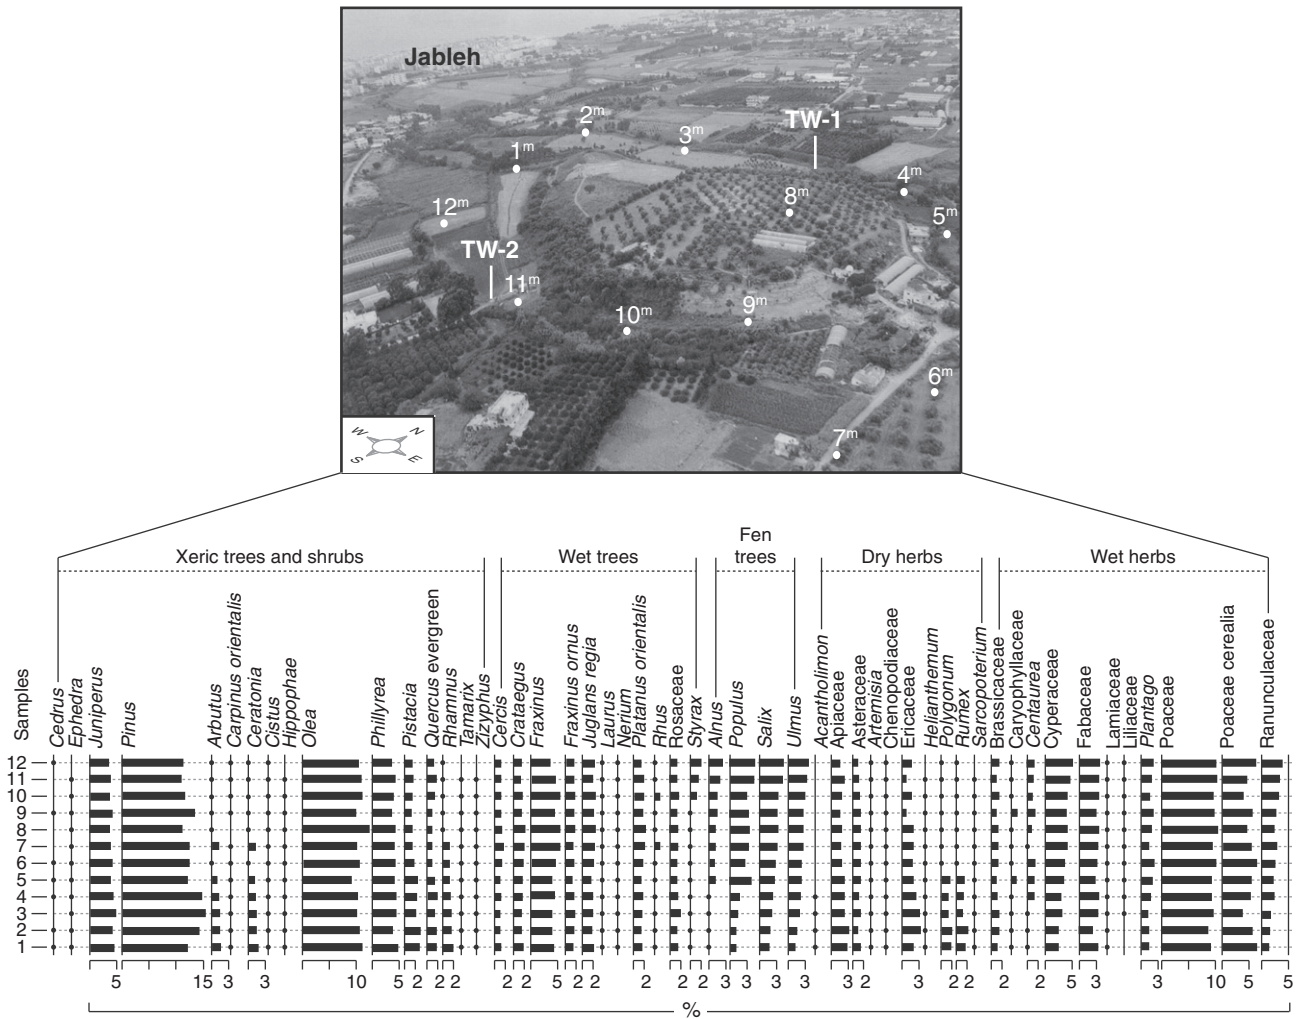 Jableh
2m
3m
TW-1
1m
4m
8m
12m
5m
TW-2
11m
9m
10m
6m
W N
S E
7m
Fen
Xeric trees and shrubs Wet trees trees Dry herbs Wet herbs
Samples
Cedrus
Ephedra
Juniperus
Pinus
Arbutus
Carpinus orientalis
Ceratonia
Cistus
Hippophae
Olea
Phillyrea
Pistacia
Quercus evergreen
Rhamnus
Tamarix
Zizyphus
Cercis
Crataegus
Fraxinus
Fraxinus ornus
Juglans regia
Laurus
Nerium
Platanus orientalis
Rhus
Rosaceae
Styrax
Alnus
Populus
Salix
Ulmus
Acantholimon
Apiaceae
Asteraceae
Artemisia
Chenopodiaceae
Ericaceae
Helianthemum
Polygonum
Rumex
Sarcopoterium
Brassicaceae
Caryophyllaceae
Centaurea
Cyperaceae
Fabaceae
Lamiaceae
Liliaceae
Plantago
Poaceae
Poaceae cerealia
Ranunculaceae
12
11
10
9
8
7
6
5
4
3
2
1
5 15 3 3 10 5 2 2 2 2 2 5 2 2 2 2 2 3 3 3 3 3 2 3 2 2 2 2 5 3 3 10 5 5
%